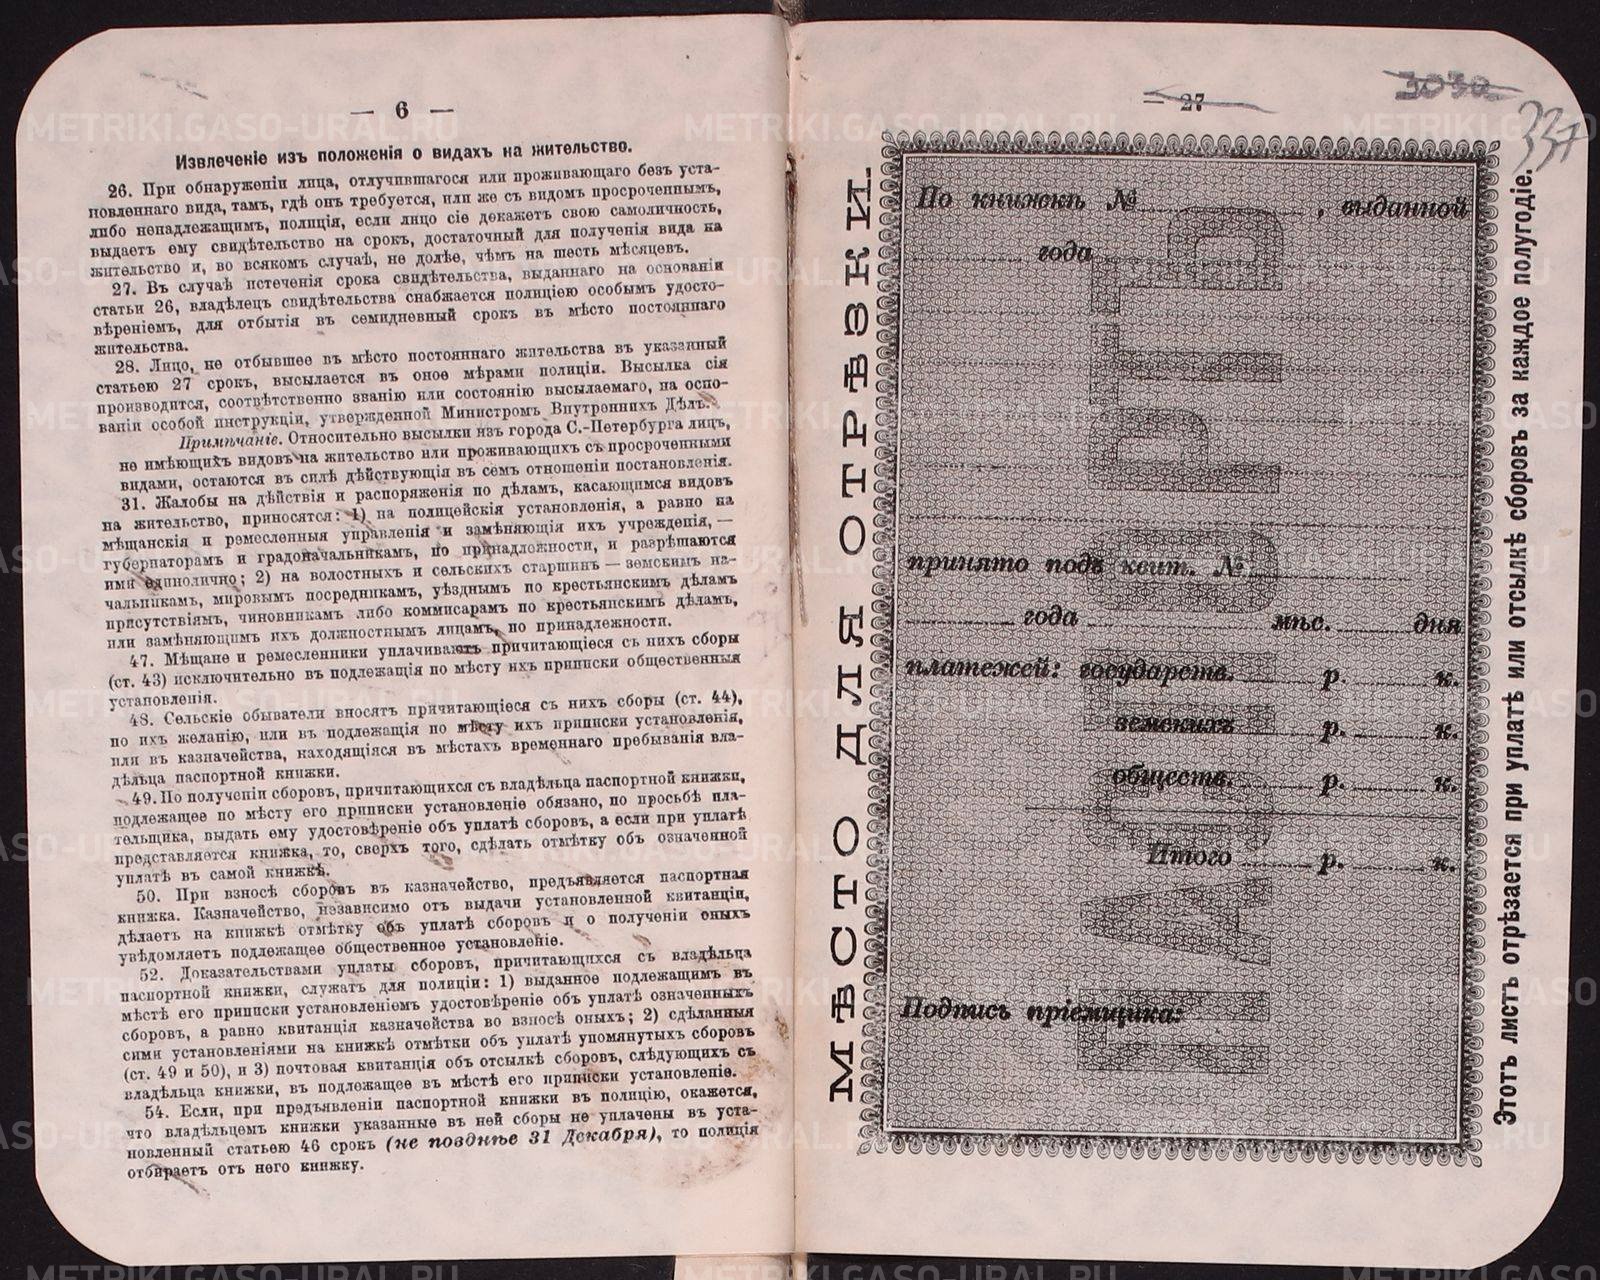 — 6 —
Извлеченіе изъ положенія о видахъ на жительство.
26. При обнаруженіи лица, отлучившагося или проживающаго безъ уста-
новленнаго вида, тамъ, гдѣ онъ требуется, или же съ видомъ просроченнымъ,
либо ненадлежащимъ, полиція, если лицо сіе докажетъ свою самоличность,
выдаетъ ему свидѣтельство на срокъ, достаточный для полученія вида на
жительство и, во всякомъ случаѣ, не долѣе, чѣмъ на шесть мѣсяцевъ.
27. Въ случаѣ истеченія срока свидѣтельства, выданнаго на основаніи
статьи 26, владѣлецъ свидѣтельства снабжается полиціею особымъ удосто-
вѣреніемъ, для отбытія въ семидневный срокъ въ мѣсто постояннаго
жительства.
28. Лицо, не отбывшее въ мѣсто постояннаго жительства въ указанный
статьею 27 срокъ, высылается въ оное мѣрами полиціи. Высылка сія
производится, соотвѣтственно званію или состоянію высылаемаго, на осно-
ваніи особой инструкціи, утвержденной Министромъ Внутреннихъ Дѣлъ.
Примѣчаніе. Относительно высылки изъ города С.-Петербурга лицъ,
не имѣющихъ видовъ на жительство или проживающихъ съ просроченными
видами, остаются въ силѣ дѣйствующія въ семъ отношеніи постановленія.
31. Жалобы на дѣйствія и распоряженія по дѣламъ, касающимся видовъ
на жительство, приносятся: 1) на полицейскія установленія, а равно на
мѣщанскія и ремесленныя управленія и замѣняющія ихъ учрежденія, —
губернаторамъ и градоначальникамъ, по принадлежности, и разрѣшаются
ими единолично; 2) на волостныхъ и сельскихъ старшинъ — земскимъ на-
чальникамъ, мировымъ посредникамъ, уѣзднымъ по крестьянскимъ дѣламъ
присутствіямъ, чиновникамъ либо коммисарамъ по крестьянскимъ дѣламъ,
или замѣняющимъ ихъ должностнымъ лицамъ, по принадлежности.
47. Мѣщане и ремесленники уплачиваютъ причитающіеся съ нихъ сборы
(ст. 43) исключительно въ подлежащія по мѣсту ихъ приписки общественныя
установленія.
48. Сельскіе обыватели вносятъ причитающіеся съ нихъ сборы (ст. 44),
по ихъ желанію, или въ подлежащія по мѣсту ихъ приписки установленія,
или въ казначейства, находящіяся въ мѣстахъ временнаго пребыванія вла-
дѣльца паспортной книжки.
49. По полученіи сборовъ, причитающихся съ владѣльца паспортной книжки,
подлежащее по мѣсту его приписки установленіе обязано, по просьбѣ пла-
тельщика, выдать ему удостовѣреніе объ уплатѣ сборовъ, а если при уплатѣ
представляется книжка, то, сверхъ того, сдѣлать отмѣтку объ означенной
уплатѣ въ самой книжкѣ.
50. При взносѣ сборовъ въ казначейство, предъявляется паспортная
книжка. Казначейство, независимо отъ выдачи установленной квитанціи,
дѣлаетъ на книжкѣ отмѣтку объ уплатѣ сборовъ и о полученіи оныхъ
увѣдомляетъ подлежащее общественное установленіе.
52. Доказательствами уплаты сборовъ, причитающихся съ владѣльца
паспортной книжки, служатъ для полиціи: 1) выданное подлежащимъ въ
мѣстѣ его приписки установленіемъ удостовѣреніе объ уплатѣ означенныхъ
сборовъ, а равно квитанція казначейства во взносѣ оныхъ; 2) сдѣланныя
сими установленіями на книжкѣ отмѣтки объ уплатѣ упомянутыхъ сборовъ
(ст. 49 и 50), и 3) почтовая квитанція объ отсылкѣ сборовъ, слѣдующихъ съ
владѣльца книжки, въ подлежащее въ мѣстѣ его приписки установленіе.
54. Если, при предъявленіи паспортной книжки въ полицію, окажется,
что владѣльцемъ книжки указанные въ ней сборы не уплачены въ уста-
новленный статьею 46 срокъ (не позднѣе 31 Декабря), то полиція
отбираетъ отъ него книжку.
— 27
3030
337
МѢСТО ДЛЯ ОТРѢЗКИ.
По книжкѣ № , выданной
года
принято подъ квит. №
года мѣс. дня
платежей: государств. р. к.
земскихъ р. к.
обществ. р. к.
Итого р. к.
Подпись пріемщика:
ПАСПОРТЪ
Этотъ листъ отрѣзается при уплатѣ или отсылкѣ сборовъ за каждое полугодіе.
METRIKI.GASO-URAL.RU